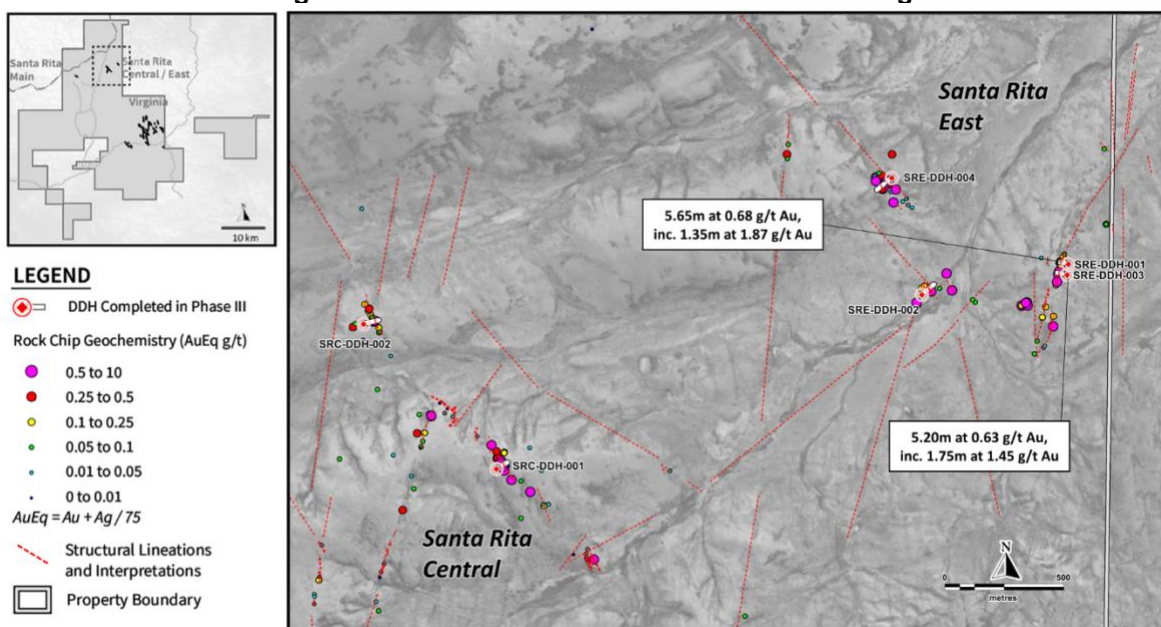 Santa Rita
Main
Santa Rita
Central / East
Virginia
N
10 km
LEGEND
DDH Completed in Phase III
Rock Chip Geochemistry (AuEq g/t)
0.5 to 10
0.25 to 0.5
0.1 to 0.25
0.05 to 0.1
0.01 to 0.05
0 to 0.01
AuEq = Au + Ag / 75
Structural Lineations
and Interpretations
Property Boundary
Santa Rita
East
SRE-DDH-004
5.65m at 0.68 g/t Au,
inc. 1.35m at 1.87 g/t Au
SRE-DDH-001
SRE-DDH-003
SRE-DDH-002
SRC-DDH-002
5.20m at 0.63 g/t Au,
inc. 1.75m at 1.45 g/t Au
SRC-DDH-001
Santa Rita
Central
N
0 500
metres